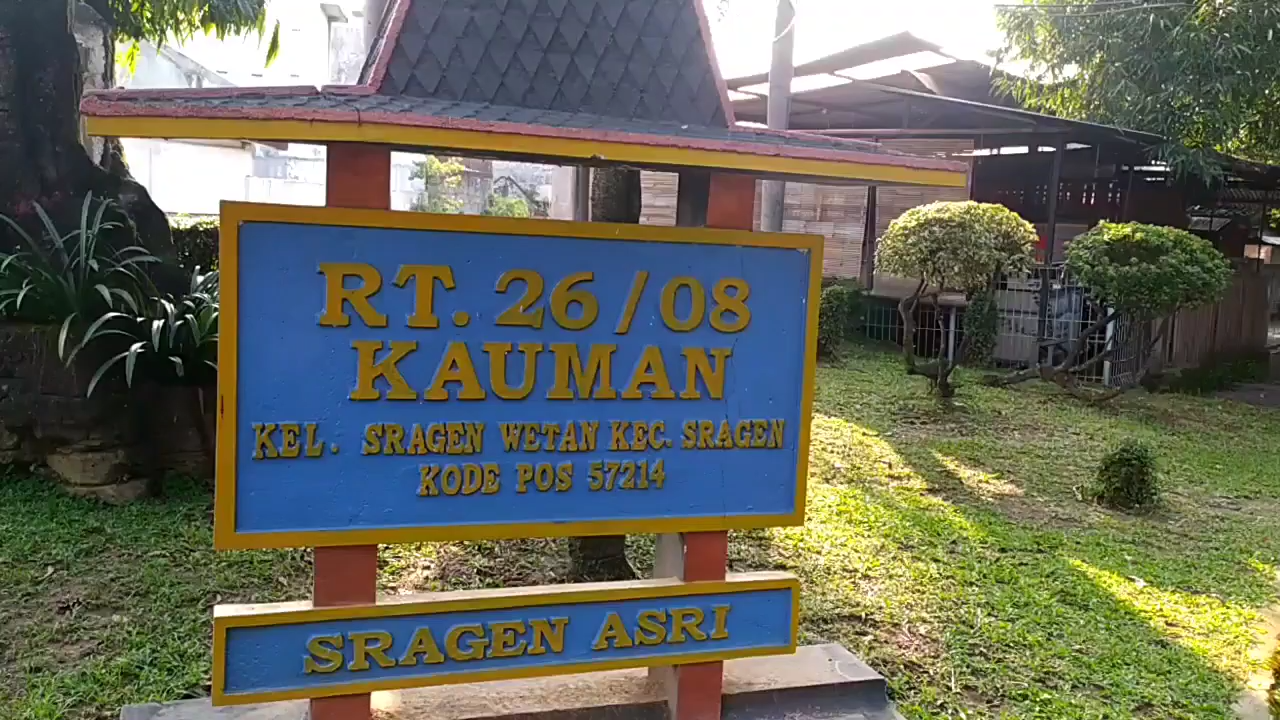 RT. 26/08
KAUMAN
KEL. SRAGEN WETAN KEC. SRAGEN
KODE POS 57214
SRAGEN ASRI